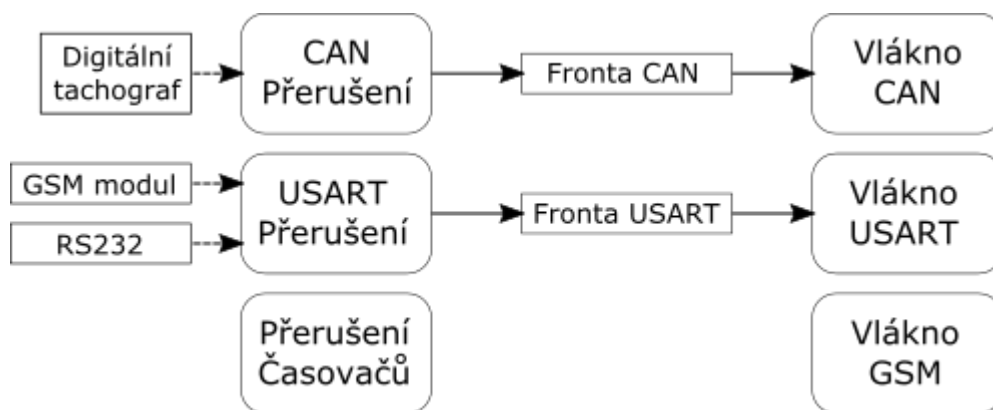 Digitální
tachograf
CAN
Přerušení
Fronta CAN
Vlákno
CAN
GSM modul
RS232
USART
Přerušení
Fronta USART
Vlákno
USART
Přerušení
Časovačů
Vlákno
GSM